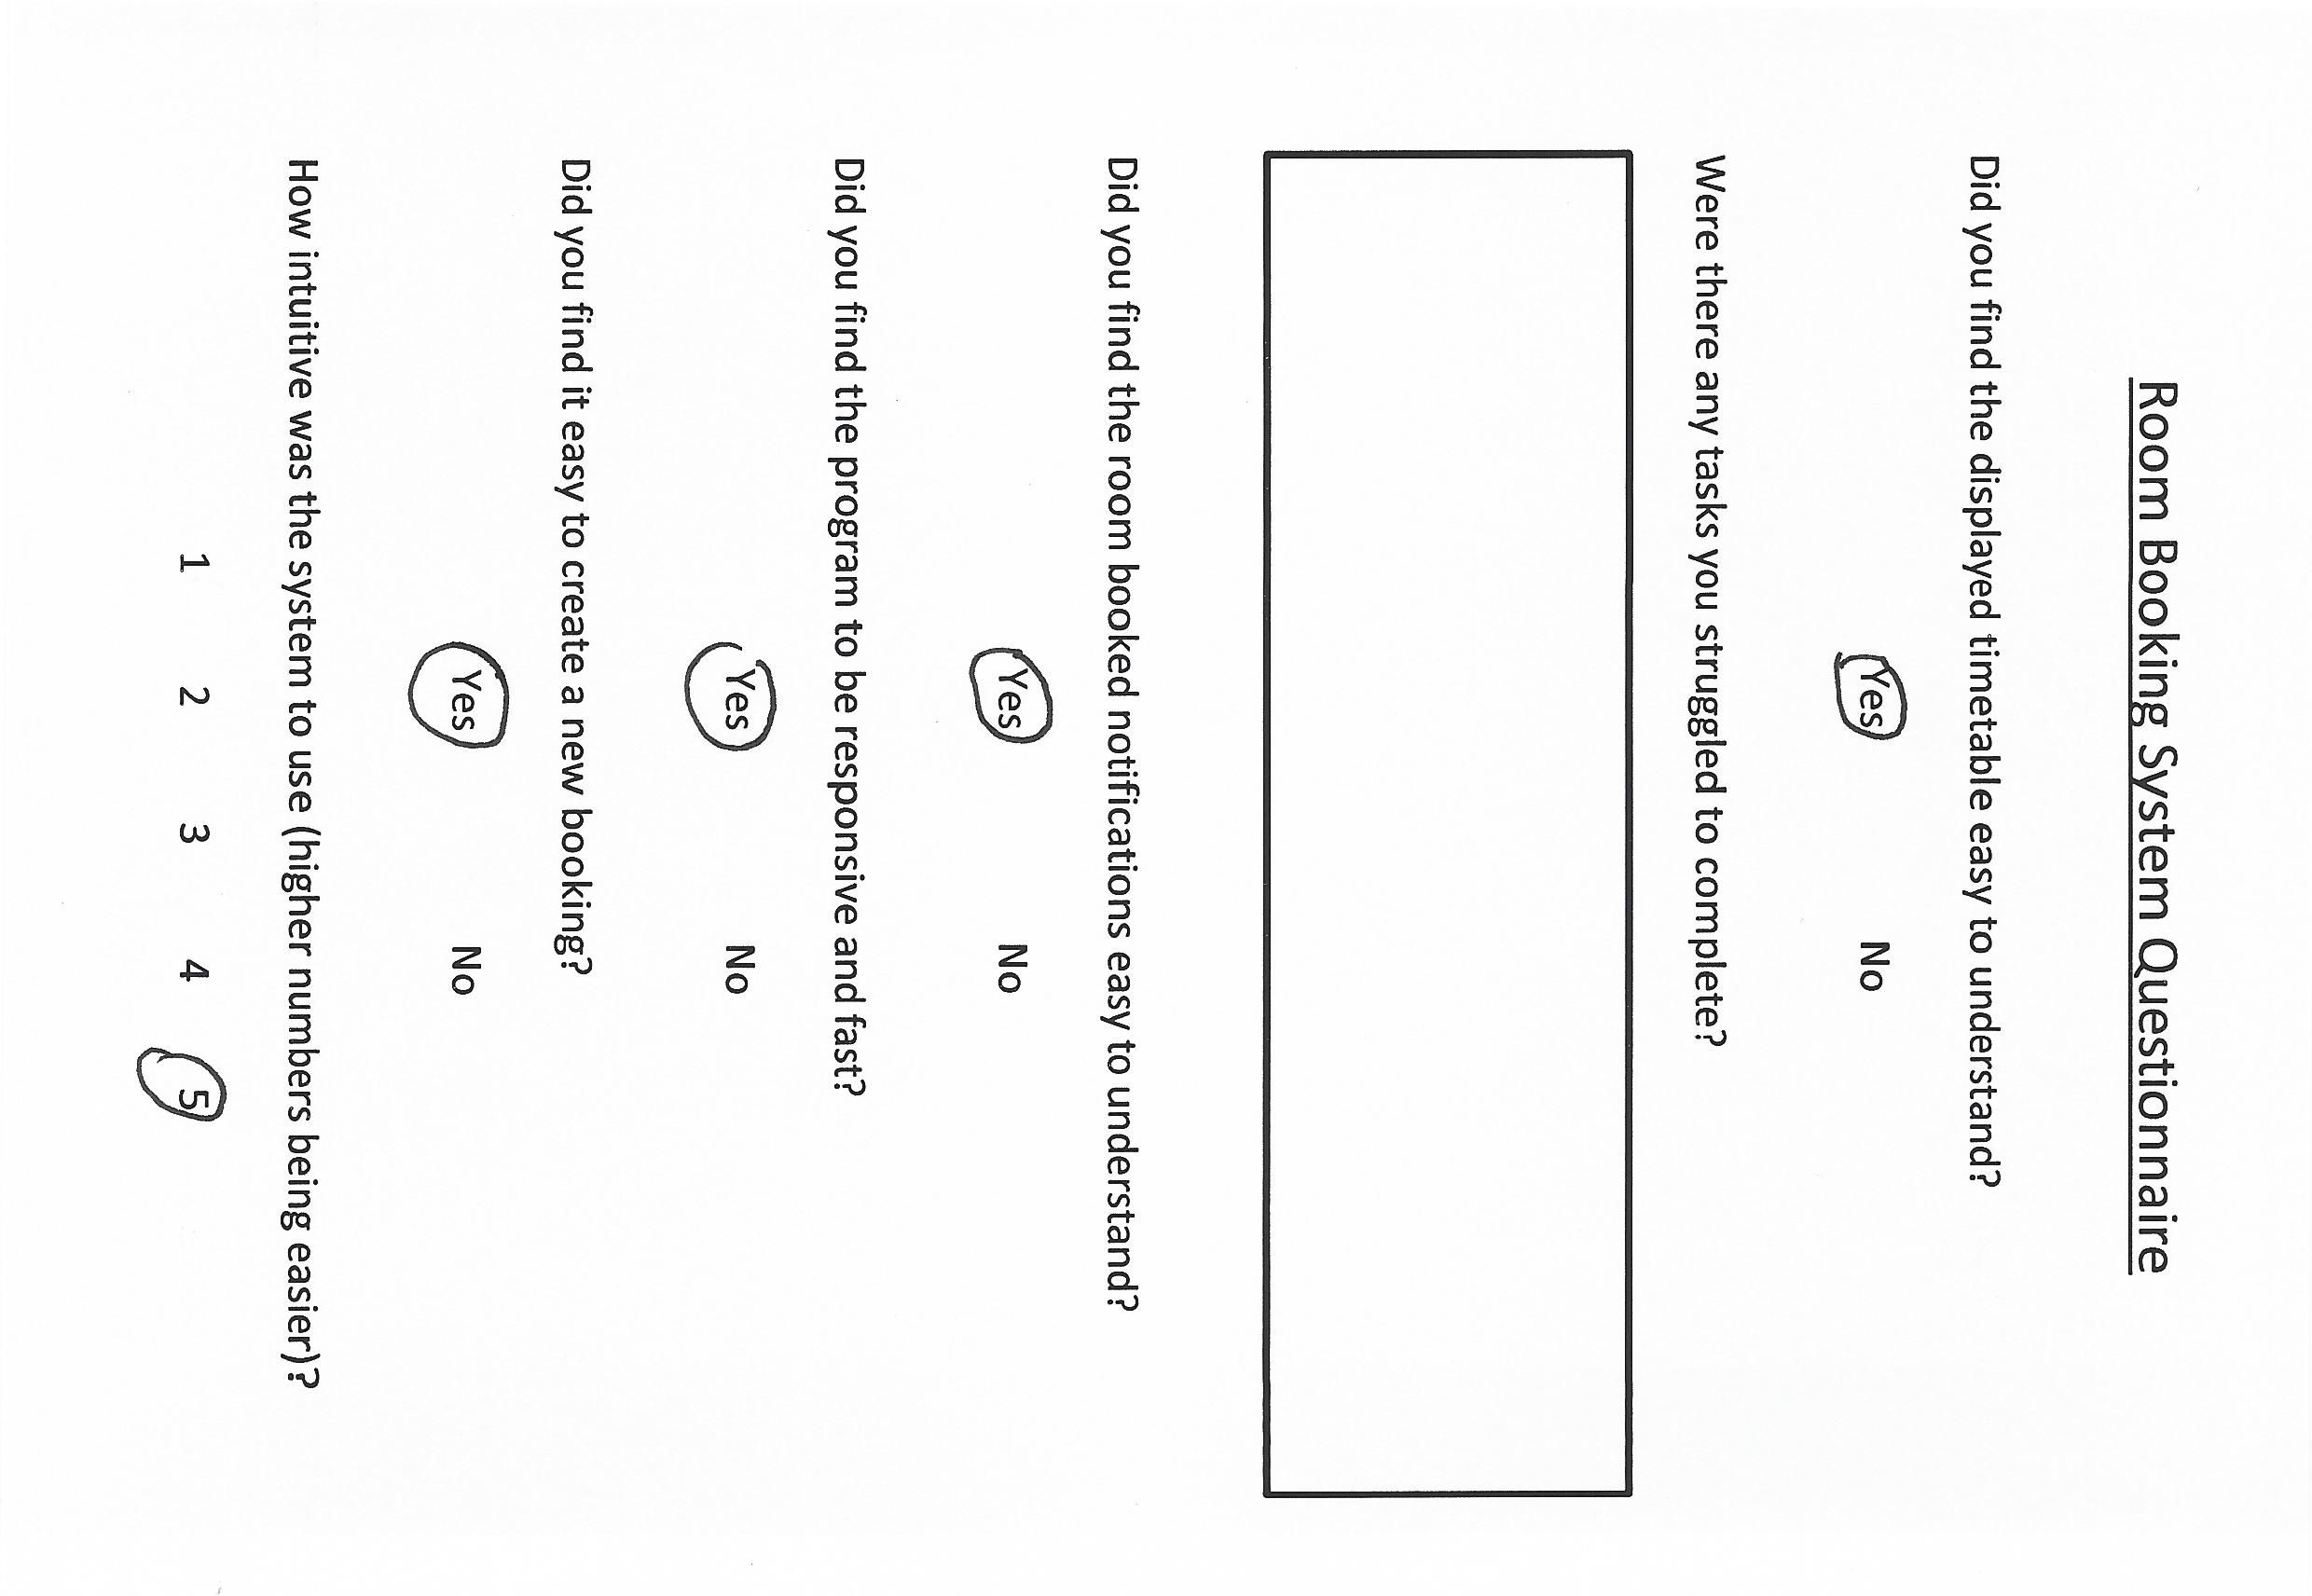 Room Booking System Questionnaire
Did you find the displayed timetable easy to understand?
Yes No
Were there any tasks you struggled to complete?
Did you find the room booked notifications easy to understand?
Yes No
Did you find the program to be responsive and fast?
Yes No
Did you find it easy to create a new booking?
Yes No
How intuitive was the system to use (higher numbers being easier)?
1 2 3 4 5